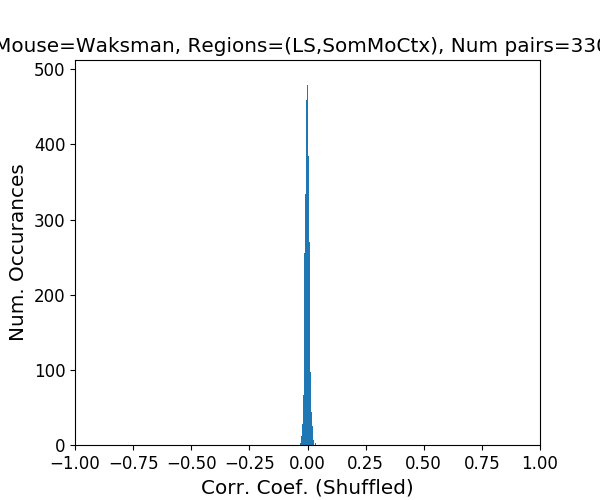 Mouse=Waksman, Regions=(LS,SomMoCtx), Num pairs=330
500
400
300
200
100
0
Num. Occurances
−1.00 −0.75 −0.50 −0.25 0.00 0.25 0.50 0.75 1.00
Corr. Coef. (Shuffled)